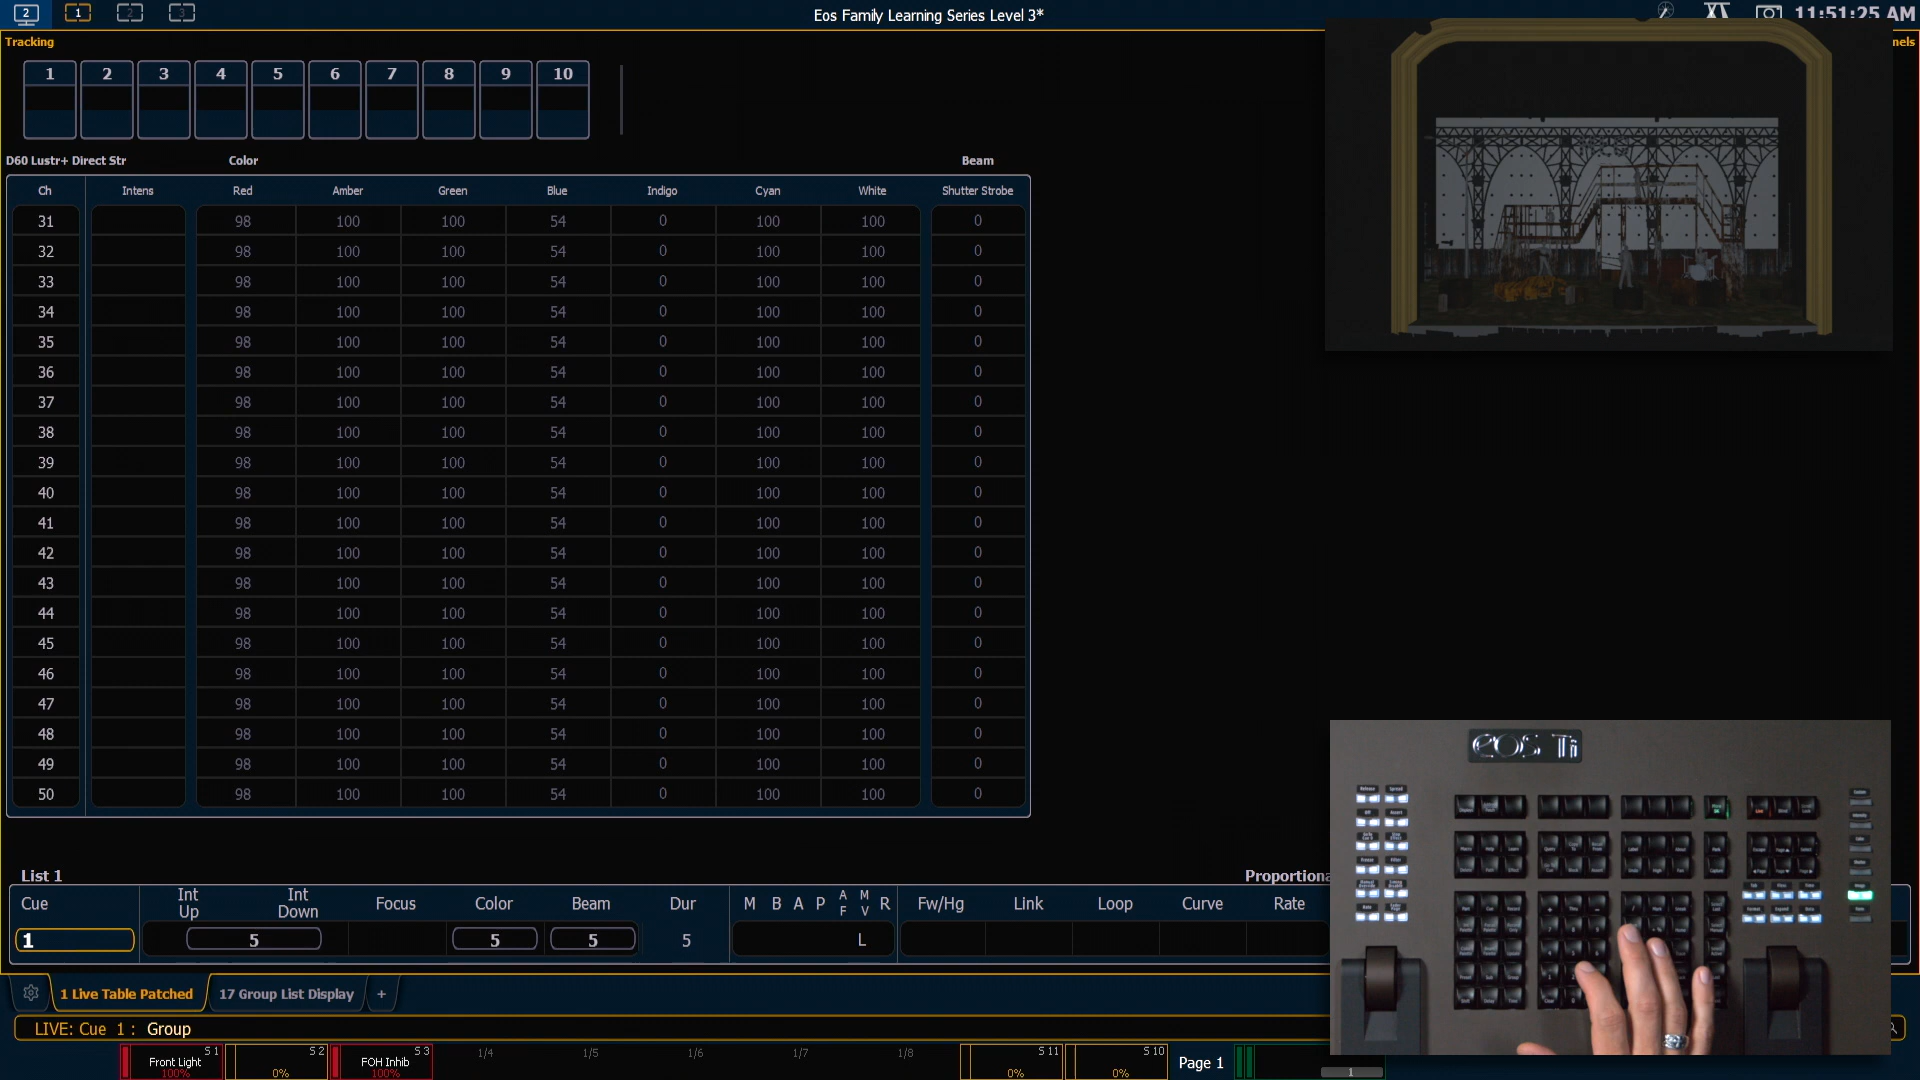 2 1 2 3 Eos Family Learning Series Level 3* 11:51:25 AM
Tracking nels
1 2 3 4 5 6 7 8 9 10
D60 Lustr+ Direct Str Color Beam
Ch Intens Red Amber Green Blue Indigo Cyan White Shutter Strobe
31 98 100 100 54 0 100 100 0
32 98 100 100 54 0 100 100 0
33 98 100 100 54 0 100 100 0
34 98 100 100 54 0 100 100 0
35 98 100 100 54 0 100 100 0
36 98 100 100 54 0 100 100 0
37 98 100 100 54 0 100 100 0
38 98 100 100 54 0 100 100 0
39 98 100 100 54 0 100 100 0
40 98 100 100 54 0 100 100 0
41 98 100 100 54 0 100 100 0
42 98 100 100 54 0 100 100 0
43 98 100 100 54 0 100 100 0
44 98 100 100 54 0 100 100 0
45 98 100 100 54 0 100 100 0
46 98 100 100 54 0 100 100 0
47 98 100 100 54 0 100 100 0
48 98 100 100 54 0 100 100 0
49 98 100 100 54 0 100 100 0
50 98 100 100 54 0 100 100 0
eos Ti
List 1 Proportiona
Cue Int Up Int Down Focus Color Beam Dur M B A P AF MV R Fw/Hg Link Loop Curve Rate
1 5 5 5 5 L
1 Live Table Patched 17 Group List Display +
LIVE: Cue 1 : Group
S 1 S 2 S 3 1/4 1/5 1/6 1/7 1/8 S 11 S 10
Front Light FOH Inhib Page 1
100% 0% 100% 0% 0% 1